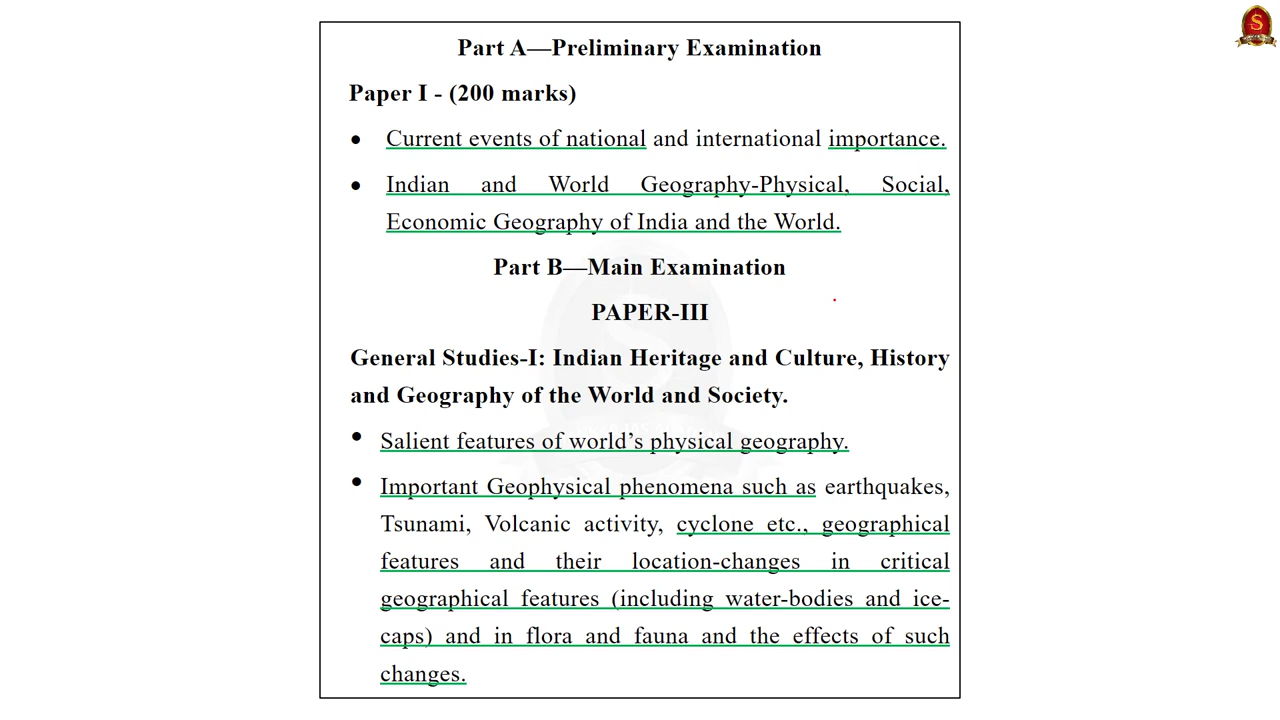 Part A—Preliminary Examination
Paper I - (200 marks)
● Current events of national and international importance.
● Indian and World Geography-Physical, Social,
Economic Geography of India and the World.
Part B—Main Examination
PAPER-III
General Studies-I: Indian Heritage and Culture, History
and Geography of the World and Society.
● Salient features of world’s physical geography.
● Important Geophysical phenomena such as earthquakes,
Tsunami, Volcanic activity, cyclone etc., geographical
features and their location-changes in critical
geographical features (including water-bodies and ice-
caps) and in flora and fauna and the effects of such
changes.